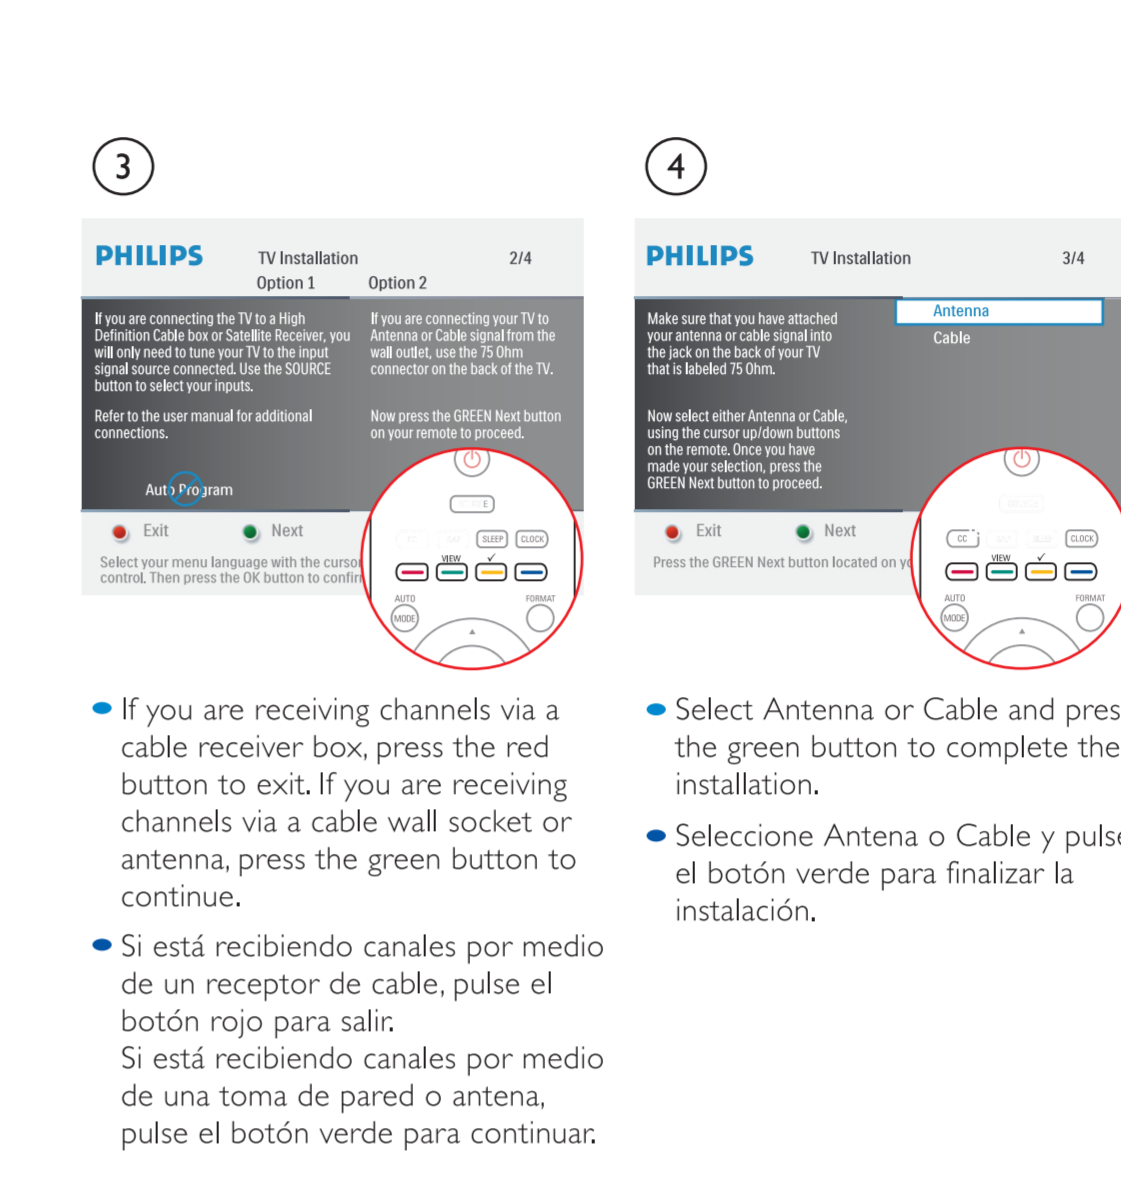 3
PHILIPS TV Installation 2/4
Option 1 Option 2
If you are connecting the TV to a High
Definition Cable box or Satellite Receiver, you
will only need to tune your TV to the input
signal source connected. Use the SOURCE
button to select your inputs.
Refer to the user manual for additional
connections.
Auto Program
If you are connecting your TV to
Antenna or Cable signal from the
wall outlet, use the 75 Ohm
connector on the back of the TV.
Now press the GREEN Next button
on your remote to proceed.
Exit Next
Select your menu language with the curso
control. Then press the OK button to confir
E
SLEEP CLOCK
VIEW ✓
AUTO FORMAT
MODE
If you are receiving channels via a
cable receiver box, press the red
button to exit. If you are receiving
channels via a cable wall socket or
antenna, press the green button to
continue.
Si está recibiendo canales por medio
de un receptor de cable, pulse el
botón rojo para salir.
Si está recibiendo canales por medio
de una toma de pared o antena,
pulse el botón verde para continuar.
4
PHILIPS TV Installation 3/4
Make sure that you have attached
your antenna or cable signal into
the jack on the back of your TV
that is labeled 75 Ohm.
Now select either Antenna or Cable,
using the cursor up/down buttons
on the remote. Once you have
made your selection, press the
GREEN Next button to proceed.
Antenna
Cable
Exit Next
Press the GREEN Next button located on yo
CC CLOCK
VIEW ✓
AUTO FORMAT
MODE
Select Antenna or Cable and pres
the green button to complete the
installation.
Seleccione Antena o Cable y pulse
el botón verde para finalizar la
instalación.